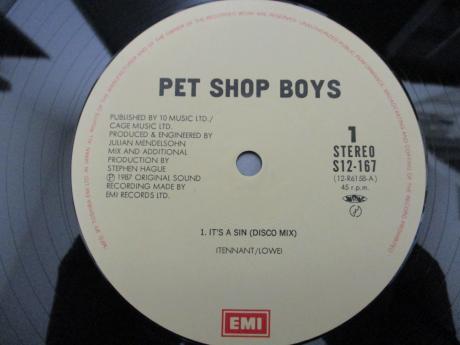 PET SHOP BOYS
PUBLISHED BY 10 MUSIC LTD./
CAGE MUSIC LTD.
PRODUCED & ENGINEERED BY
JULIAN MENDELSOHN
MIX AND ADDITIONAL
PRODUCTION BY
STEPHEN HAGUE
Ⓟ 1987 ORIGINAL SOUND
RECORDING MADE BY
EMI RECORDS LTD.
1
STEREO
S12-167
(12-R6158-A)
45 r.p.m.
1. IT'S A SIN (DISCO MIX)
(TENNANT/LOWE)
EMI